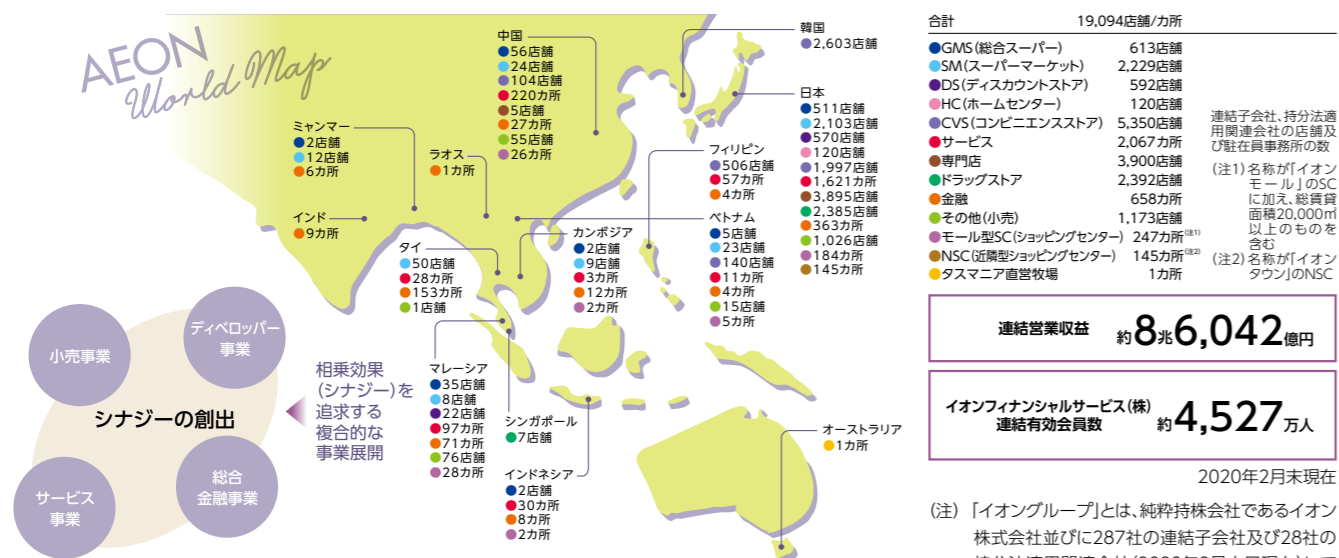 AEON
World Map
中国
56店舗
24店舗
104店舗
220カ所
5店舗
27カ所
55店舗
26カ所
韓国
2,603店舗
日本
511店舗
2,103店舗
570店舗
120店舗
1,997店舗
1,621カ所
3,895店舗
2,385店舗
363カ所
1,026店舗
184カ所
145カ所
ミャンマー
2店舗
12店舗
6カ所
ラオス
1カ所
フィリピン
506店舗
57カ所
4カ所
インド
9カ所
タイ
50店舗
28カ所
153カ所
1店舗
カンボジア
2店舗
9店舗
3カ所
12カ所
2カ所
ベトナム
5店舗
23店舗
140店舗
11カ所
4カ所
15店舗
5カ所
マレーシア
35店舗
8店舗
22店舗
97カ所
71カ所
76店舗
28カ所
シンガポール
7店舗
インドネシア
2店舗
30カ所
8カ所
2カ所
オーストラリア
1カ所
小売事業
ディベロッパー
事業
シナジーの創出
サービス
事業
総合
金融事業
相乗効果
(シナジー)を
追求する
複合的な
事業展開
合計 19,094店舗/カ所
GMS(総合スーパー) 613店舗
SM(スーパーマーケット) 2,229店舗
DS(ディスカウントストア) 592店舗
HC(ホームセンター) 120店舗
CVS(コンビニエンスストア) 5,350店舗
サービス 2,067カ所
専門店 3,900店舗
ドラッグストア 2,392店舗
金融 658カ所
その他(小売) 1,173店舗
モール型SC(ショッピングセンター) 247カ所(注1)
NSC(近隣型ショッピングセンター) 145カ所(注2)
タスマニア直営牧場 1カ所
連結子会社、持分法適
用関連会社の店舗及
び駐在員事務所の数
(注1)名称が「イオン
モール」のSC
に加え、総賃貸
面積20,000㎡
以上のものを
含む
(注2)名称が「イオン
タウン」のNSC
連結営業収益 約8兆6,042億円
イオンフィナンシャルサービス(株)
連結有効会員数 約4,527万人
2020年2月末現在
(注) 「イオングループ」とは、純粋持株会社であるイオン
株式会社並びに287社の連結子会社及び28社の